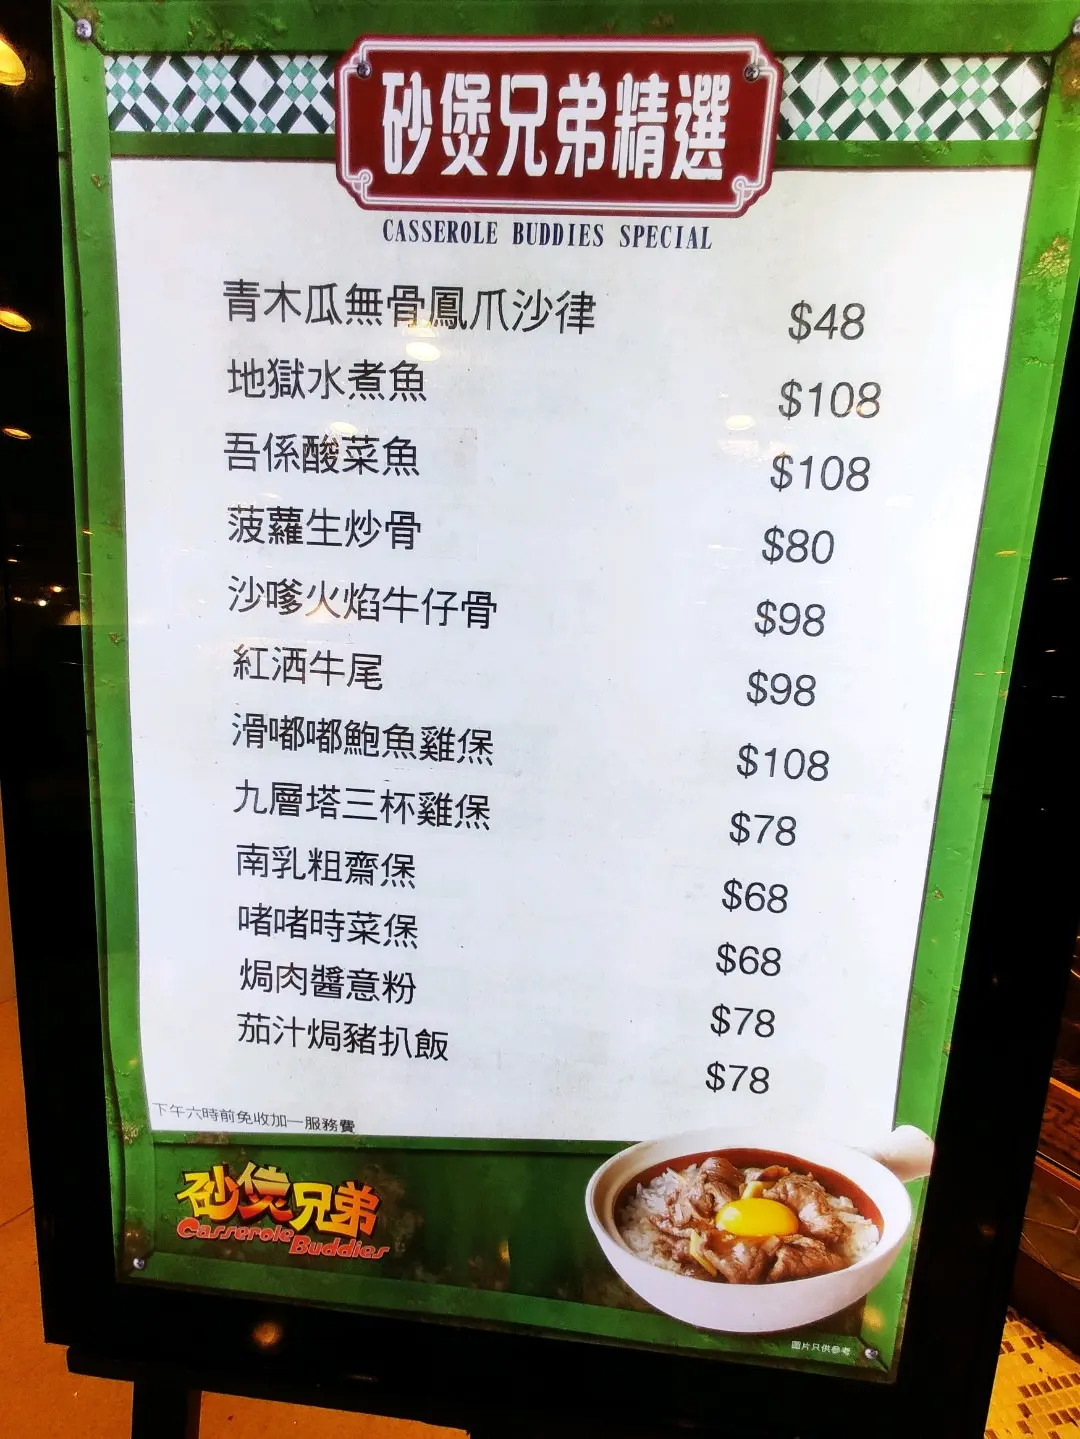 砂煲兄弟精選
CASSEROLE BUDDIES SPECIAL
青木瓜無骨鳳爪沙律 $48
地獄水煮魚 $108
吾係酸菜魚 $108
菠蘿生炒骨 $80
沙嗲火焰牛仔骨 $98
紅洒牛尾 $98
滑嘟嘟鮑魚雞煲 $108
九層塔三杯雞煲 $78
南乳粗齋煲 $68
啫啫時菜煲 $68
焗肉醬意粉 $78
茄汁焗豬扒飯 $78
下午六時前免收加一服務費
砂煲兄弟
Casserole Buddies
圖片只供參考